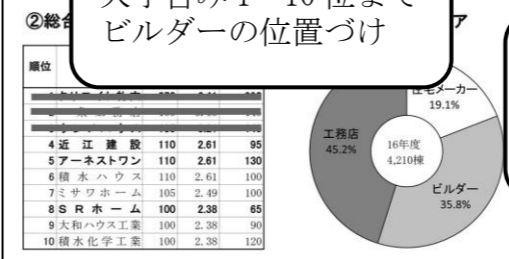 大手含み1〜10位まで
ビルダーの位置づけ
②総合
ア
順位
4 近江建設 110 2.61 95
5 アーネストワン 110 2.61 130
6 積水ハウス 110 2.61 100
7 ミサワホーム 105 2.49 100
8 SRホーム 100 2.38 65
9 大和ハウス工業 100 2.38 90
10 積水化学工業 100 2.38 120
住宅メーカー
19.1%
工務店
45.2%
16年度
4,210棟
ビルダー
35.8%